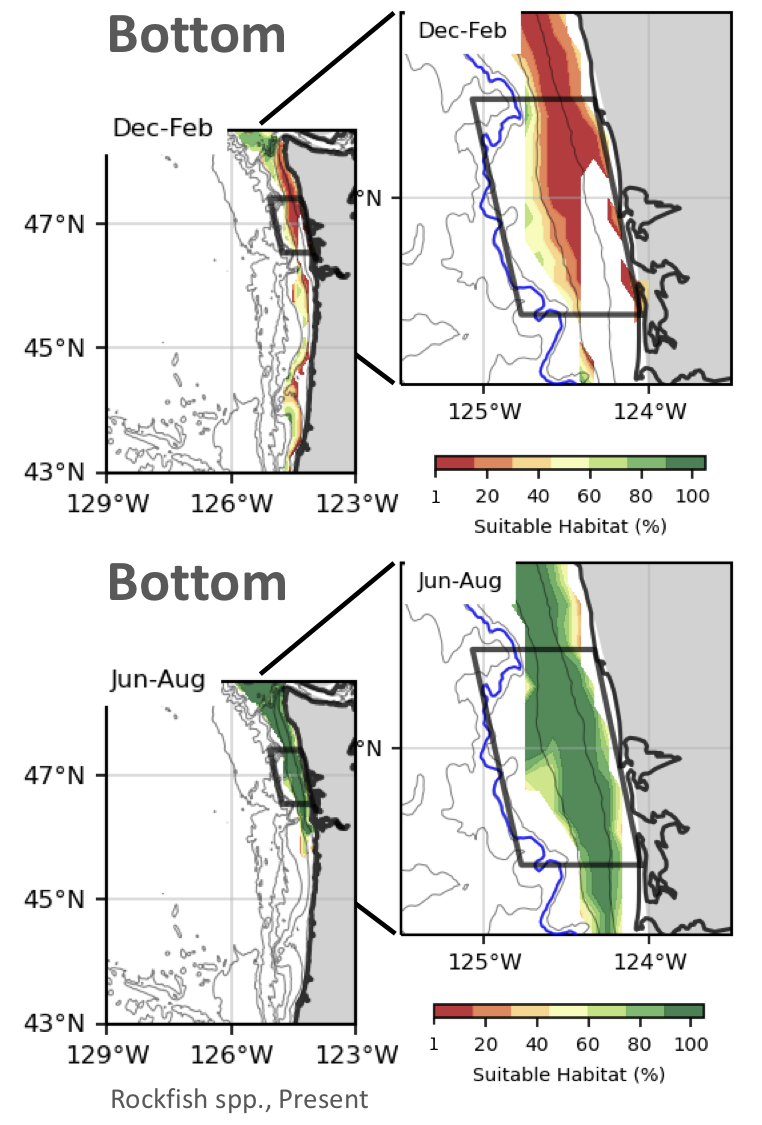 Bottom
Dec-Feb
Dec-Feb
47°N
45°N
43°N
129°W 126°W 123°W
°N
125°W 124°W
1 20 40 60 80 100
Suitable Habitat (%)
Bottom
Jun-Aug
Jun-Aug
47°N
45°N
43°N
129°W 126°W 123°W
°N
125°W 124°W
1 20 40 60 80 100
Suitable Habitat (%)
Rockfish spp., Present